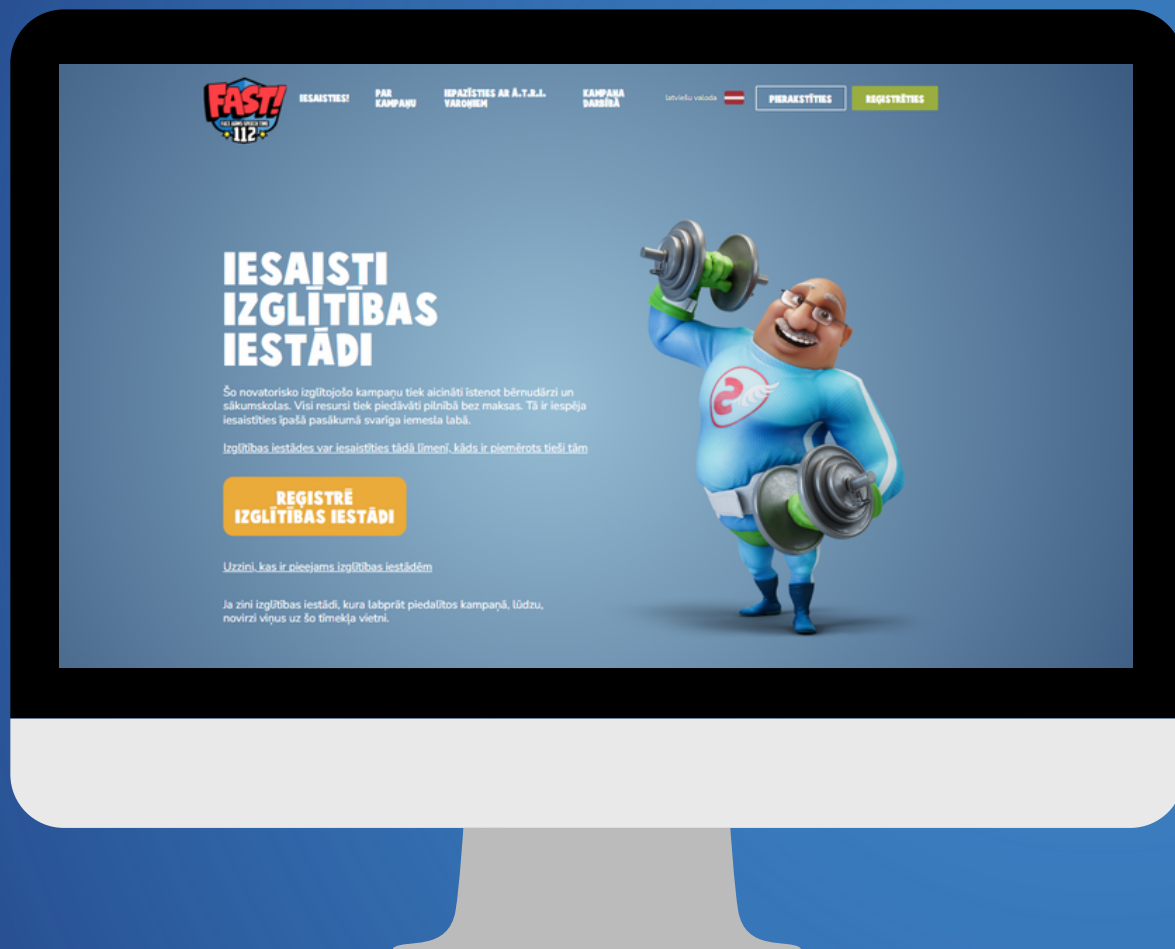 FAST!
FACE ARMS SPEECH TIME
112
IESAISTIES!
PAR
KAMPAŅU
IEPAZĪSTIES AR Ā.T.R.I.
VAROŅIEM
KAMPAŅA
DARBĪBĀ
latviešu valoda
PIERAKSTĪTIES
REĢISTRĒTIES
IESAISTI
IZGLĪTĪBAS
IESTĀDI
Šo novatorisko izglītojošo kampaņu tiek aicināti īstenot bērnudārzi un
sākumskolas. Visi resursi tiek piedāvāti pilnībā bez maksas. Tā ir iespēja
iesaistīties īpašā pasākumā svarīga iemesla labā.
Izglītības iestādes var iesaistīties tādā līmenī, kāds ir piemērots tieši tām
REĢISTRĒ
IZGLĪTĪBAS IESTĀDI
Uzzini, kas ir pieejams izglītības iestādēm
Ja zini izglītības iestādi, kura labprāt piedalītos kampaņā, lūdzu,
novirzi viņus uz šo tīmekļa vietni.